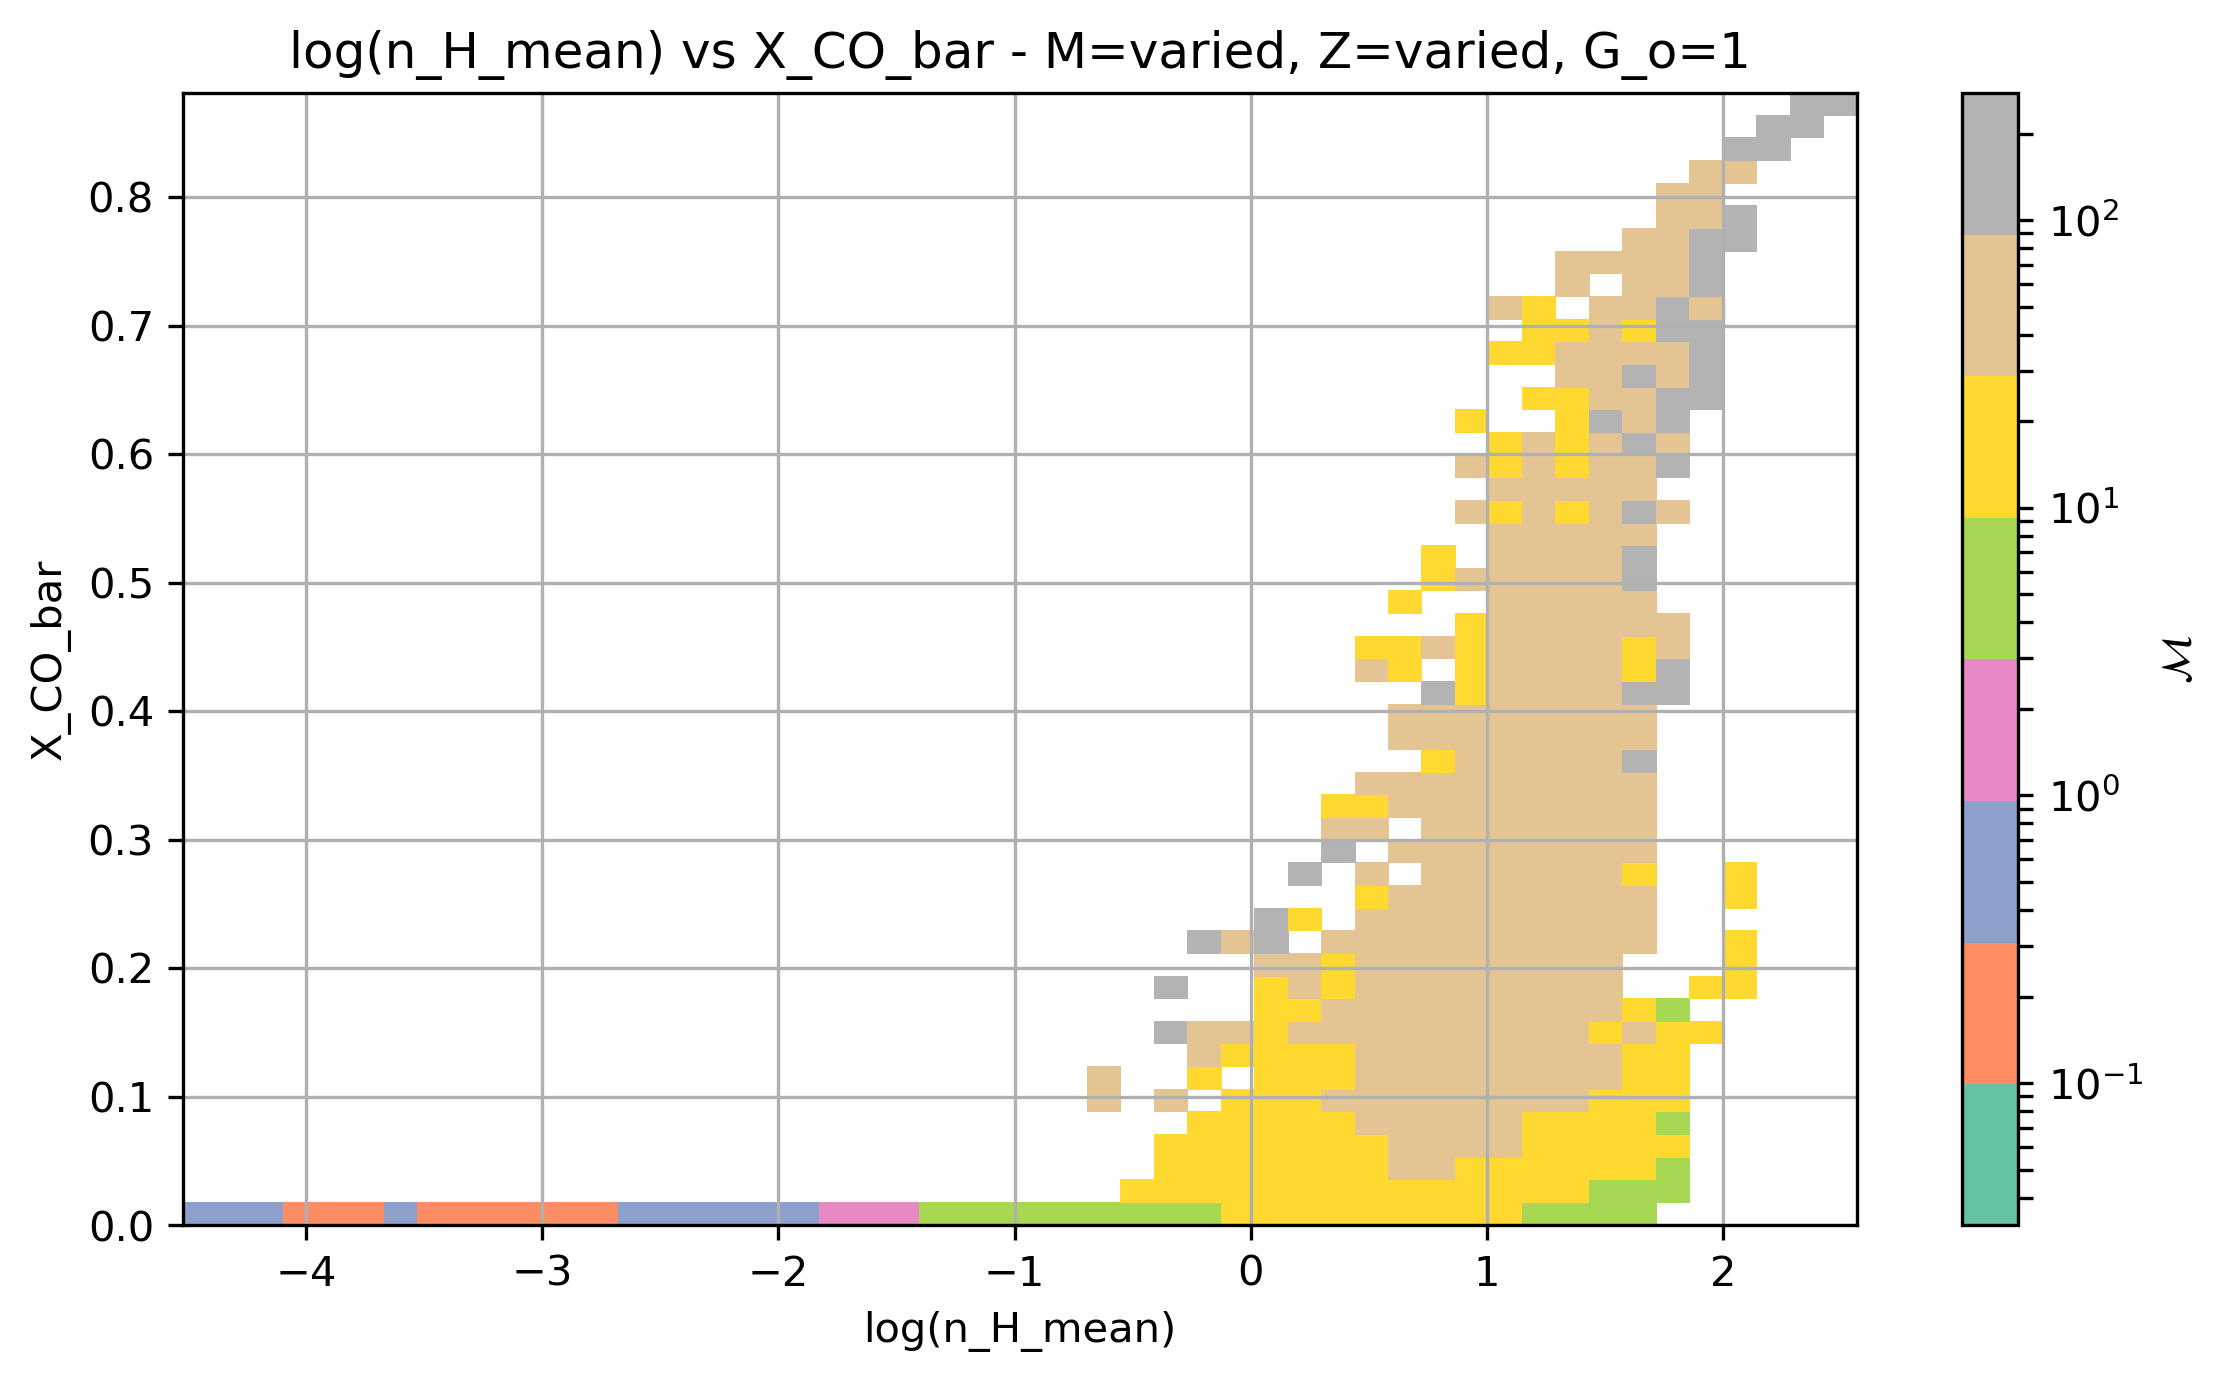 log(n_H_mean) vs X_CO_bar - M=varied, Z=varied, G_o=1
X_CO_bar
0.8
0.7
0.6
0.5
0.4
0.3
0.2
0.1
0.0
−4 −3 −2 −1 0 1 2
log(n_H_mean)
10²
10¹
10⁰
10⁻¹
ℳ